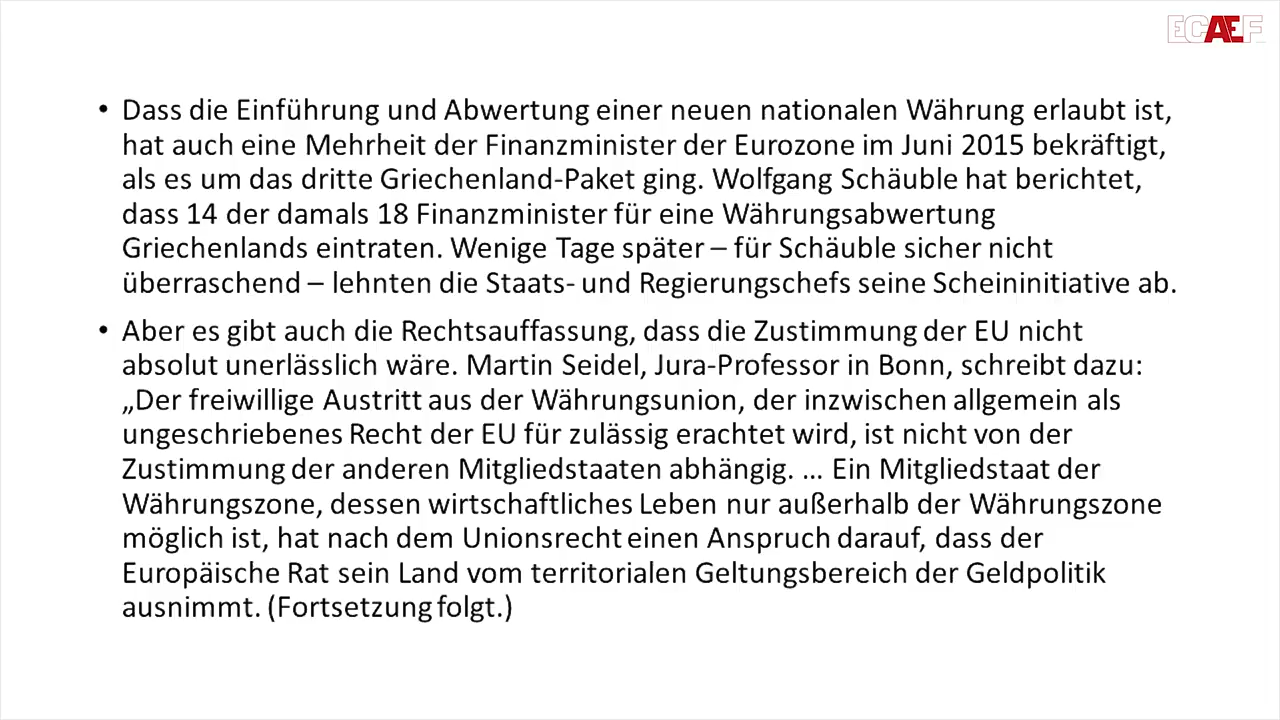 ECAEF
• Dass die Einführung und Abwertung einer neuen nationalen Währung erlaubt ist,
hat auch eine Mehrheit der Finanzminister der Eurozone im Juni 2015 bekräftigt,
als es um das dritte Griechenland-Paket ging. Wolfgang Schäuble hat berichtet,
dass 14 der damals 18 Finanzminister für eine Währungsabwertung
Griechenlands eintraten. Wenige Tage später – für Schäuble sicher nicht
überraschend – lehnten die Staats- und Regierungschefs seine Scheininitiative ab.
• Aber es gibt auch die Rechtsauffassung, dass die Zustimmung der EU nicht
absolut unerlässlich wäre. Martin Seidel, Jura-Professor in Bonn, schreibt dazu:
„Der freiwillige Austritt aus der Währungsunion, der inzwischen allgemein als
ungeschriebenes Recht der EU für zulässig erachtet wird, ist nicht von der
Zustimmung der anderen Mitgliedstaaten abhängig. … Ein Mitgliedstaat der
Währungszone, dessen wirtschaftliches Leben nur außerhalb der Währungszone
möglich ist, hat nach dem Unionsrecht einen Anspruch darauf, dass der
Europäische Rat sein Land vom territorialen Geltungsbereich der Geldpolitik
ausnimmt. (Fortsetzung folgt.)